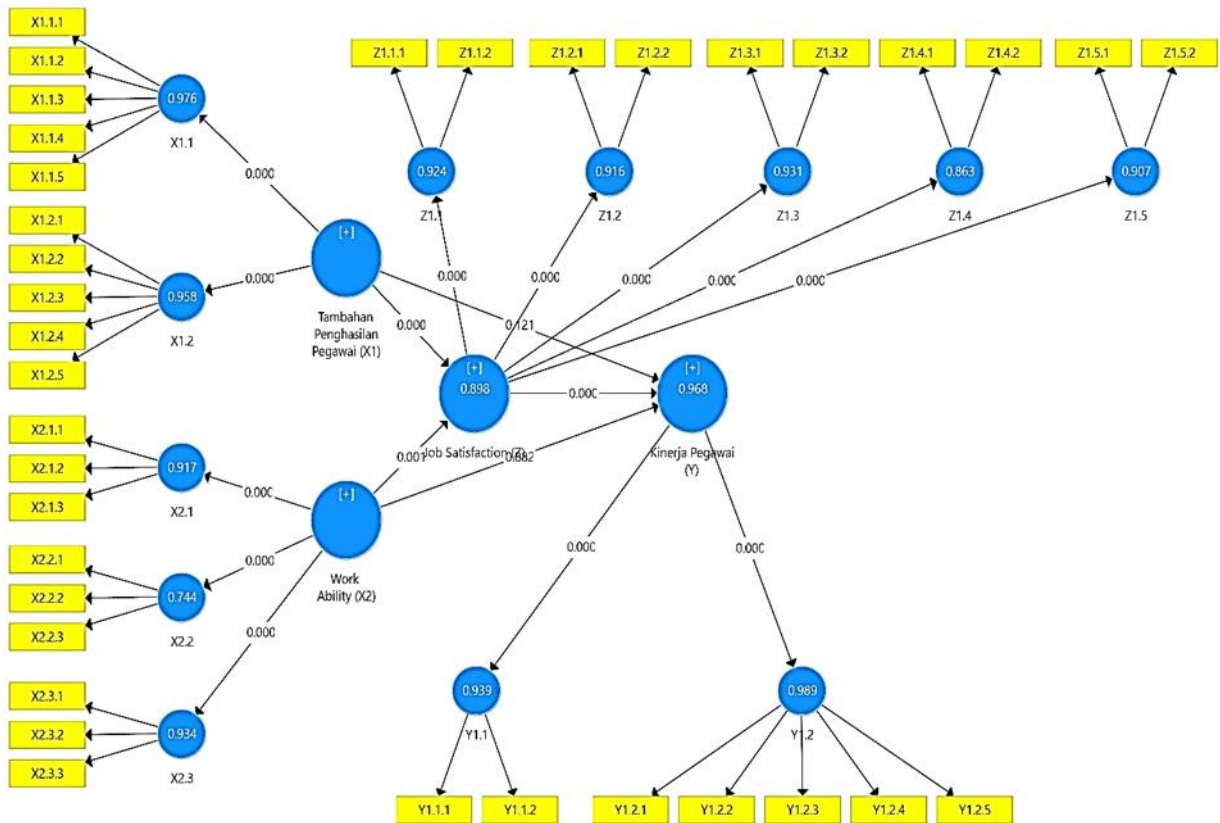 X1.1.1
X1.1.2
X1.1.3
X1.1.4
X1.1.5
0.976
X1.1
X1.2.1
X1.2.2
X1.2.3
X1.2.4
X1.2.5
0.958
X1.2
X2.1.1
X2.1.2
X2.1.3
0.917
X2.1
X2.2.1
X2.2.2
X2.2.3
0.744
X2.2
X2.3.1
X2.3.2
X2.3.3
0.934
X2.3
0.000
0.000
[+]
Tambahan
Penghasilan
Pegawai (X1)
0.000
0.121
0.000
0.000
0.000
[+]
Work
Ability (X2)
0.001
0.882
Z1.1.1
Z1.1.2
0.924
Z1.1
Z1.2.1
Z1.2.2
0.916
Z1.2
Z1.3.1
Z1.3.2
0.931
Z1.3
Z1.4.1
Z1.4.2
0.863
Z1.4
Z1.5.1
Z1.5.2
0.907
Z1.5
0.000
0.000
0.000
0.000
0.000
[+]
0.898
Job Satisfaction (Z)
0.000
[+]
0.968
Kinerja Pegawai
(Y)
0.000
0.000
0.939
Y1.1
0.989
Y1.2
Y1.1.1
Y1.1.2
Y1.2.1
Y1.2.2
Y1.2.3
Y1.2.4
Y1.2.5